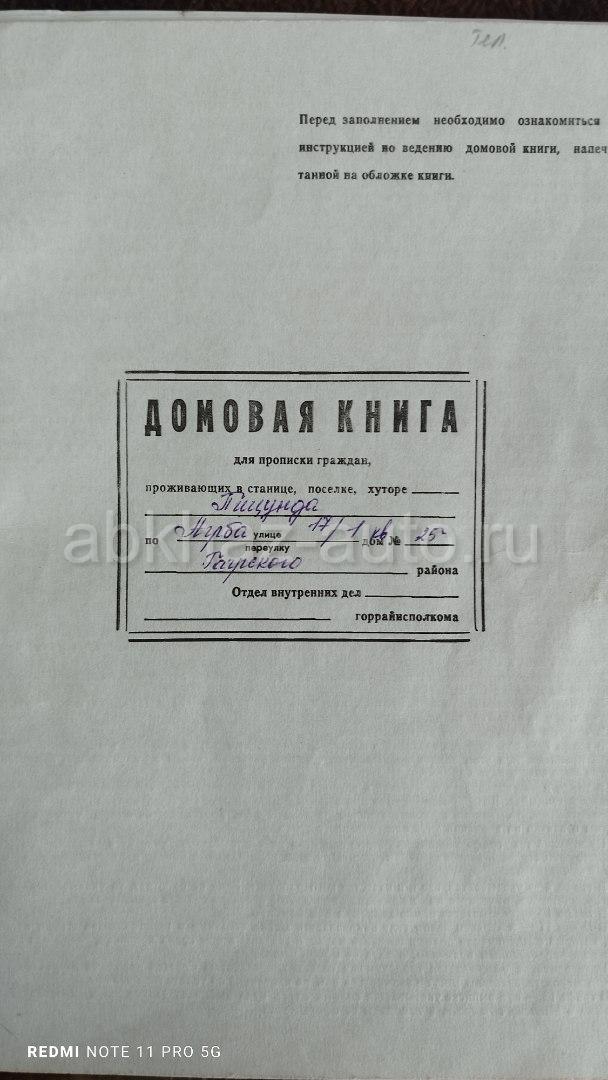 Тел.
Перед заполнением необходимо ознакомиться
инструкцией по ведению домовой книги, напеч
танной на обложке книги.
ДОМОВАЯ КНИГА
для прописки граждан,
проживающих в станице, поселке, хуторе
Пицунда
по Агрба улице 17/1 дом № кв 25
переулку
Гагрского района
Отдел внутренних дел
горрайисполкома
abkhaz-auto.ru
REDMI NOTE 11 PRO 5G